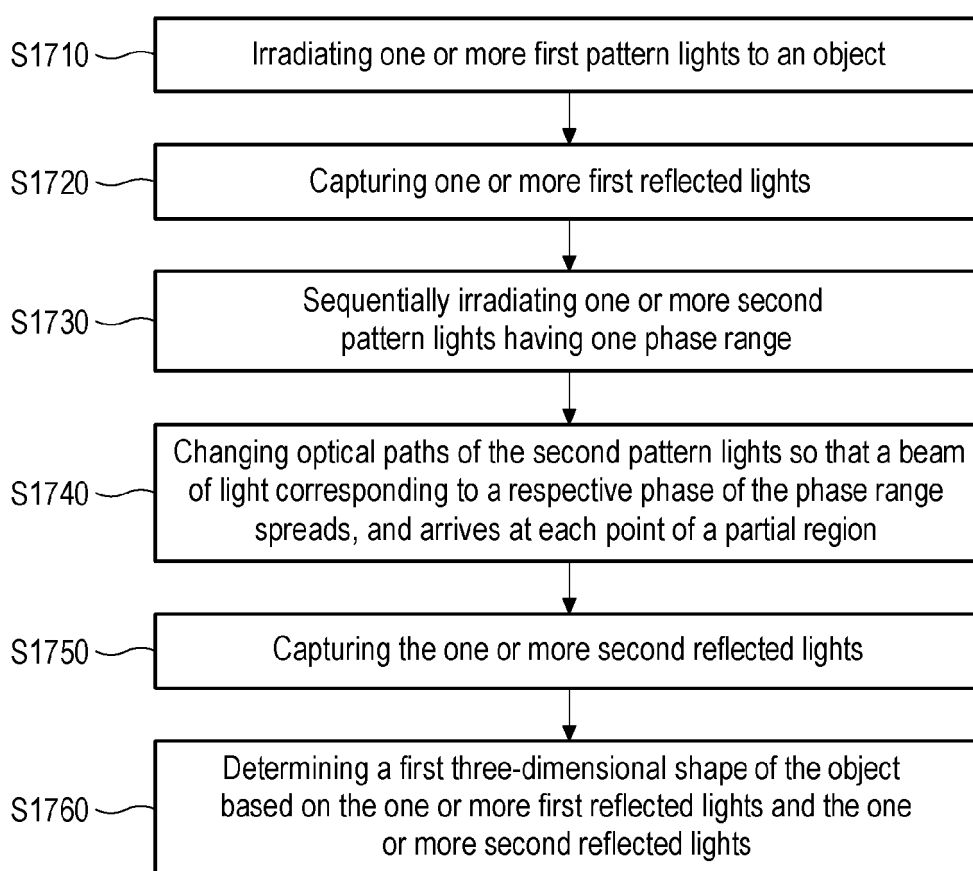 S1710
Irradiating one or more first pattern lights to an object
S1720
Capturing one or more first reflected lights
S1730
Sequentially irradiating one or more second
pattern lights having one phase range
S1740
Changing optical paths of the second pattern lights so that a beam
of light corresponding to a respective phase of the phase range
spreads, and arrives at each point of a partial region
S1750
Capturing the one or more second reflected lights
S1760
Determining a first three-dimensional shape of the object
based on the one or more first reflected lights and the one
or more second reflected lights